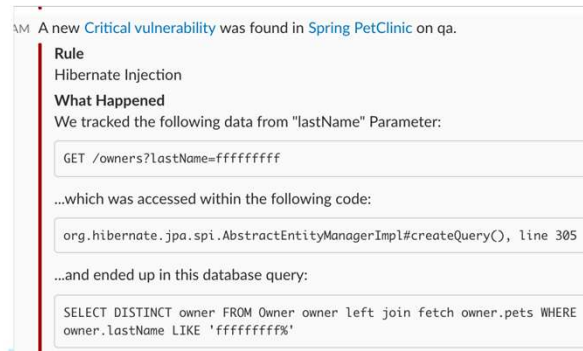 AM A new Critical vulnerability was found in Spring PetClinic on qa.
Rule
Hibernate Injection
What Happened
We tracked the following data from "lastName" Parameter:
GET /owners?lastName=fffffffff
...which was accessed within the following code:
org.hibernate.jpa.spi.AbstractEntityManagerImpl#createQuery(), line 305
...and ended up in this database query:
SELECT DISTINCT owner FROM Owner owner left join fetch owner.pets WHERE
owner.lastName LIKE 'fffffffff%'